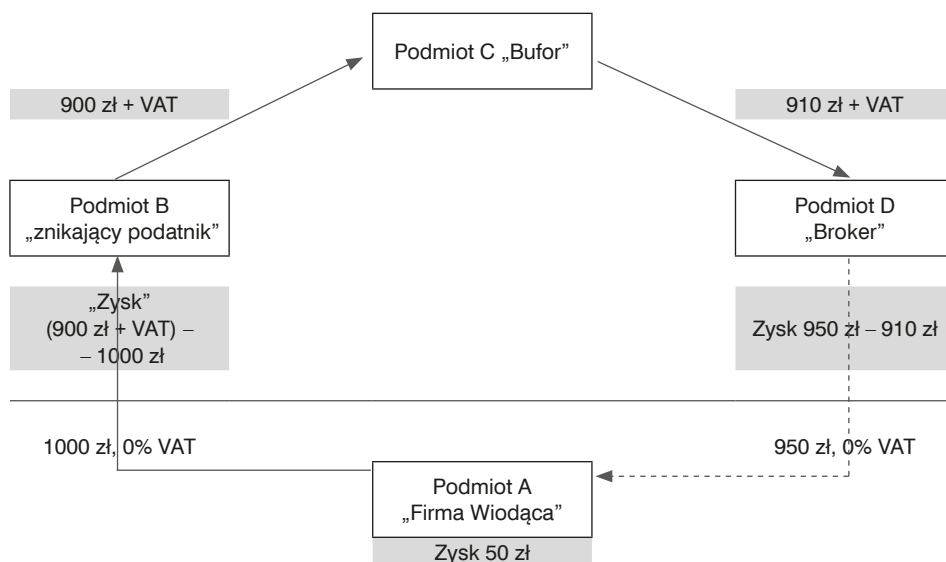 Podmiot C „Bufor”
900 zł + VAT
910 zł + VAT
Podmiot B
„znikający podatnik”
Podmiot D
„Broker”
„Zysk”
(900 zł + VAT) –
– 1000 zł
Zysk 950 zł – 910 zł
1000 zł, 0% VAT
950 zł, 0% VAT
Podmiot A
„Firma Wiodąca”
Zysk 50 zł